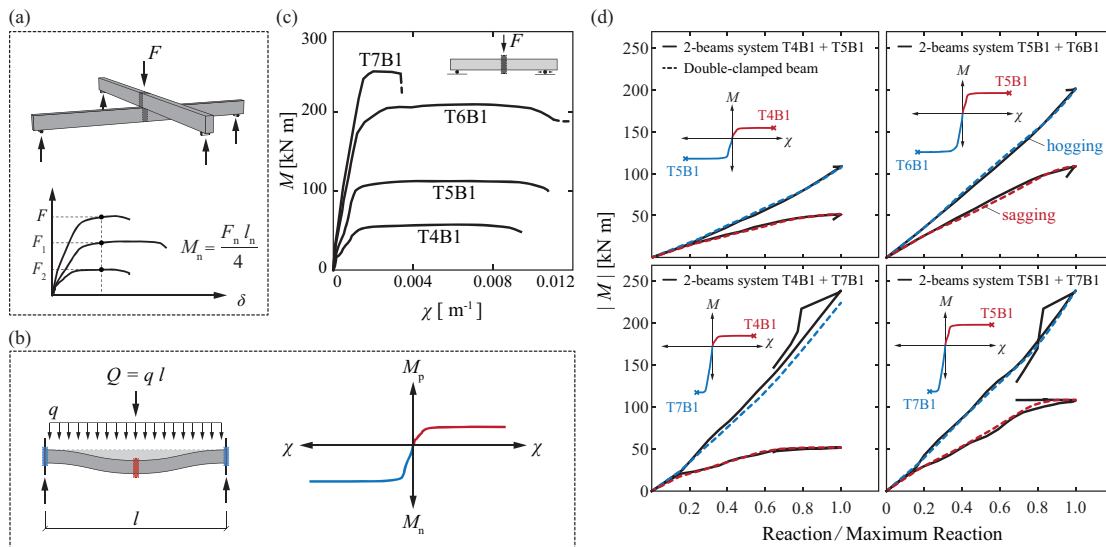 (a)
F
F
F₁
F₂
δ
Mₙ = Fₙ lₙ / 4
(b)
Q = q l
q
l
Mₚ
χ
χ
Mₙ
(c)
F
T7B1
T6B1
T5B1
T4B1
M [kN m]
300
200
100
0
0
0.004
0.008
0.012
χ [ m⁻¹]
(d)
| M | [kN m]
250
200
150
100
50
2-beams system T4B1 + T5B1
Double-clamped beam
M
T4B1
χ
T5B1
2-beams system T5B1 + T6B1
M
T5B1
χ
T6B1
hogging
sagging
250
200
150
100
50
0
2-beams system T4B1 + T7B1
M
T4B1
χ
T7B1
0.2
0.4
0.6
0.8
1.0
2-beams system T5B1 + T7B1
M
T5B1
χ
T7B1
0.2
0.4
0.6
0.8
1.0
Reaction / Maximum Reaction